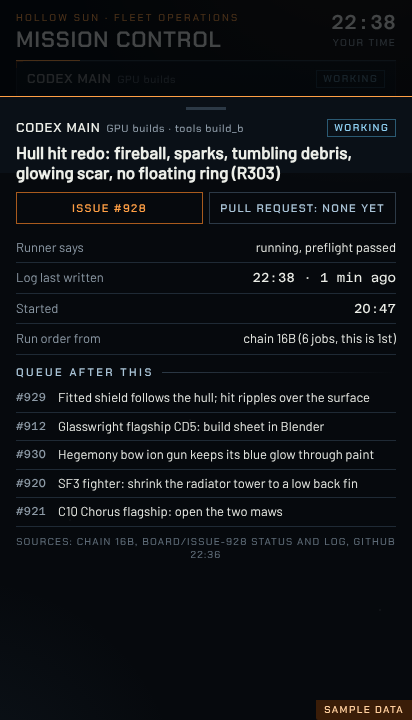 HOLLOW SUN · FLEET OPERATIONS
MISSION CONTROL
22:38
YOUR TIME
CODEX MAIN GPU builds
WORKING
CODEX MAIN GPU builds · tools build_b
WORKING
Hull hit redo: fireball, sparks, tumbling debris,
glowing scar, no floating ring (R303)
ISSUE #928
PULL REQUEST: NONE YET
Runner says running, preflight passed
Log last written 22:38 · 1 min ago
Started 20:47
Run order from chain 16B (6 jobs, this is 1st)
QUEUE AFTER THIS
#929 Fitted shield follows the hull; hit ripples over the surface
#912 Glasswright flagship CD5: build sheet in Blender
#930 Hegemony bow ion gun keeps its blue glow through paint
#920 SF3 fighter: shrink the radiator tower to a low back fin
#921 C10 Chorus flagship: open the two maws
SOURCES: CHAIN 16B, BOARD/ISSUE-928 STATUS AND LOG, GITHUB
22:36
SAMPLE DATA